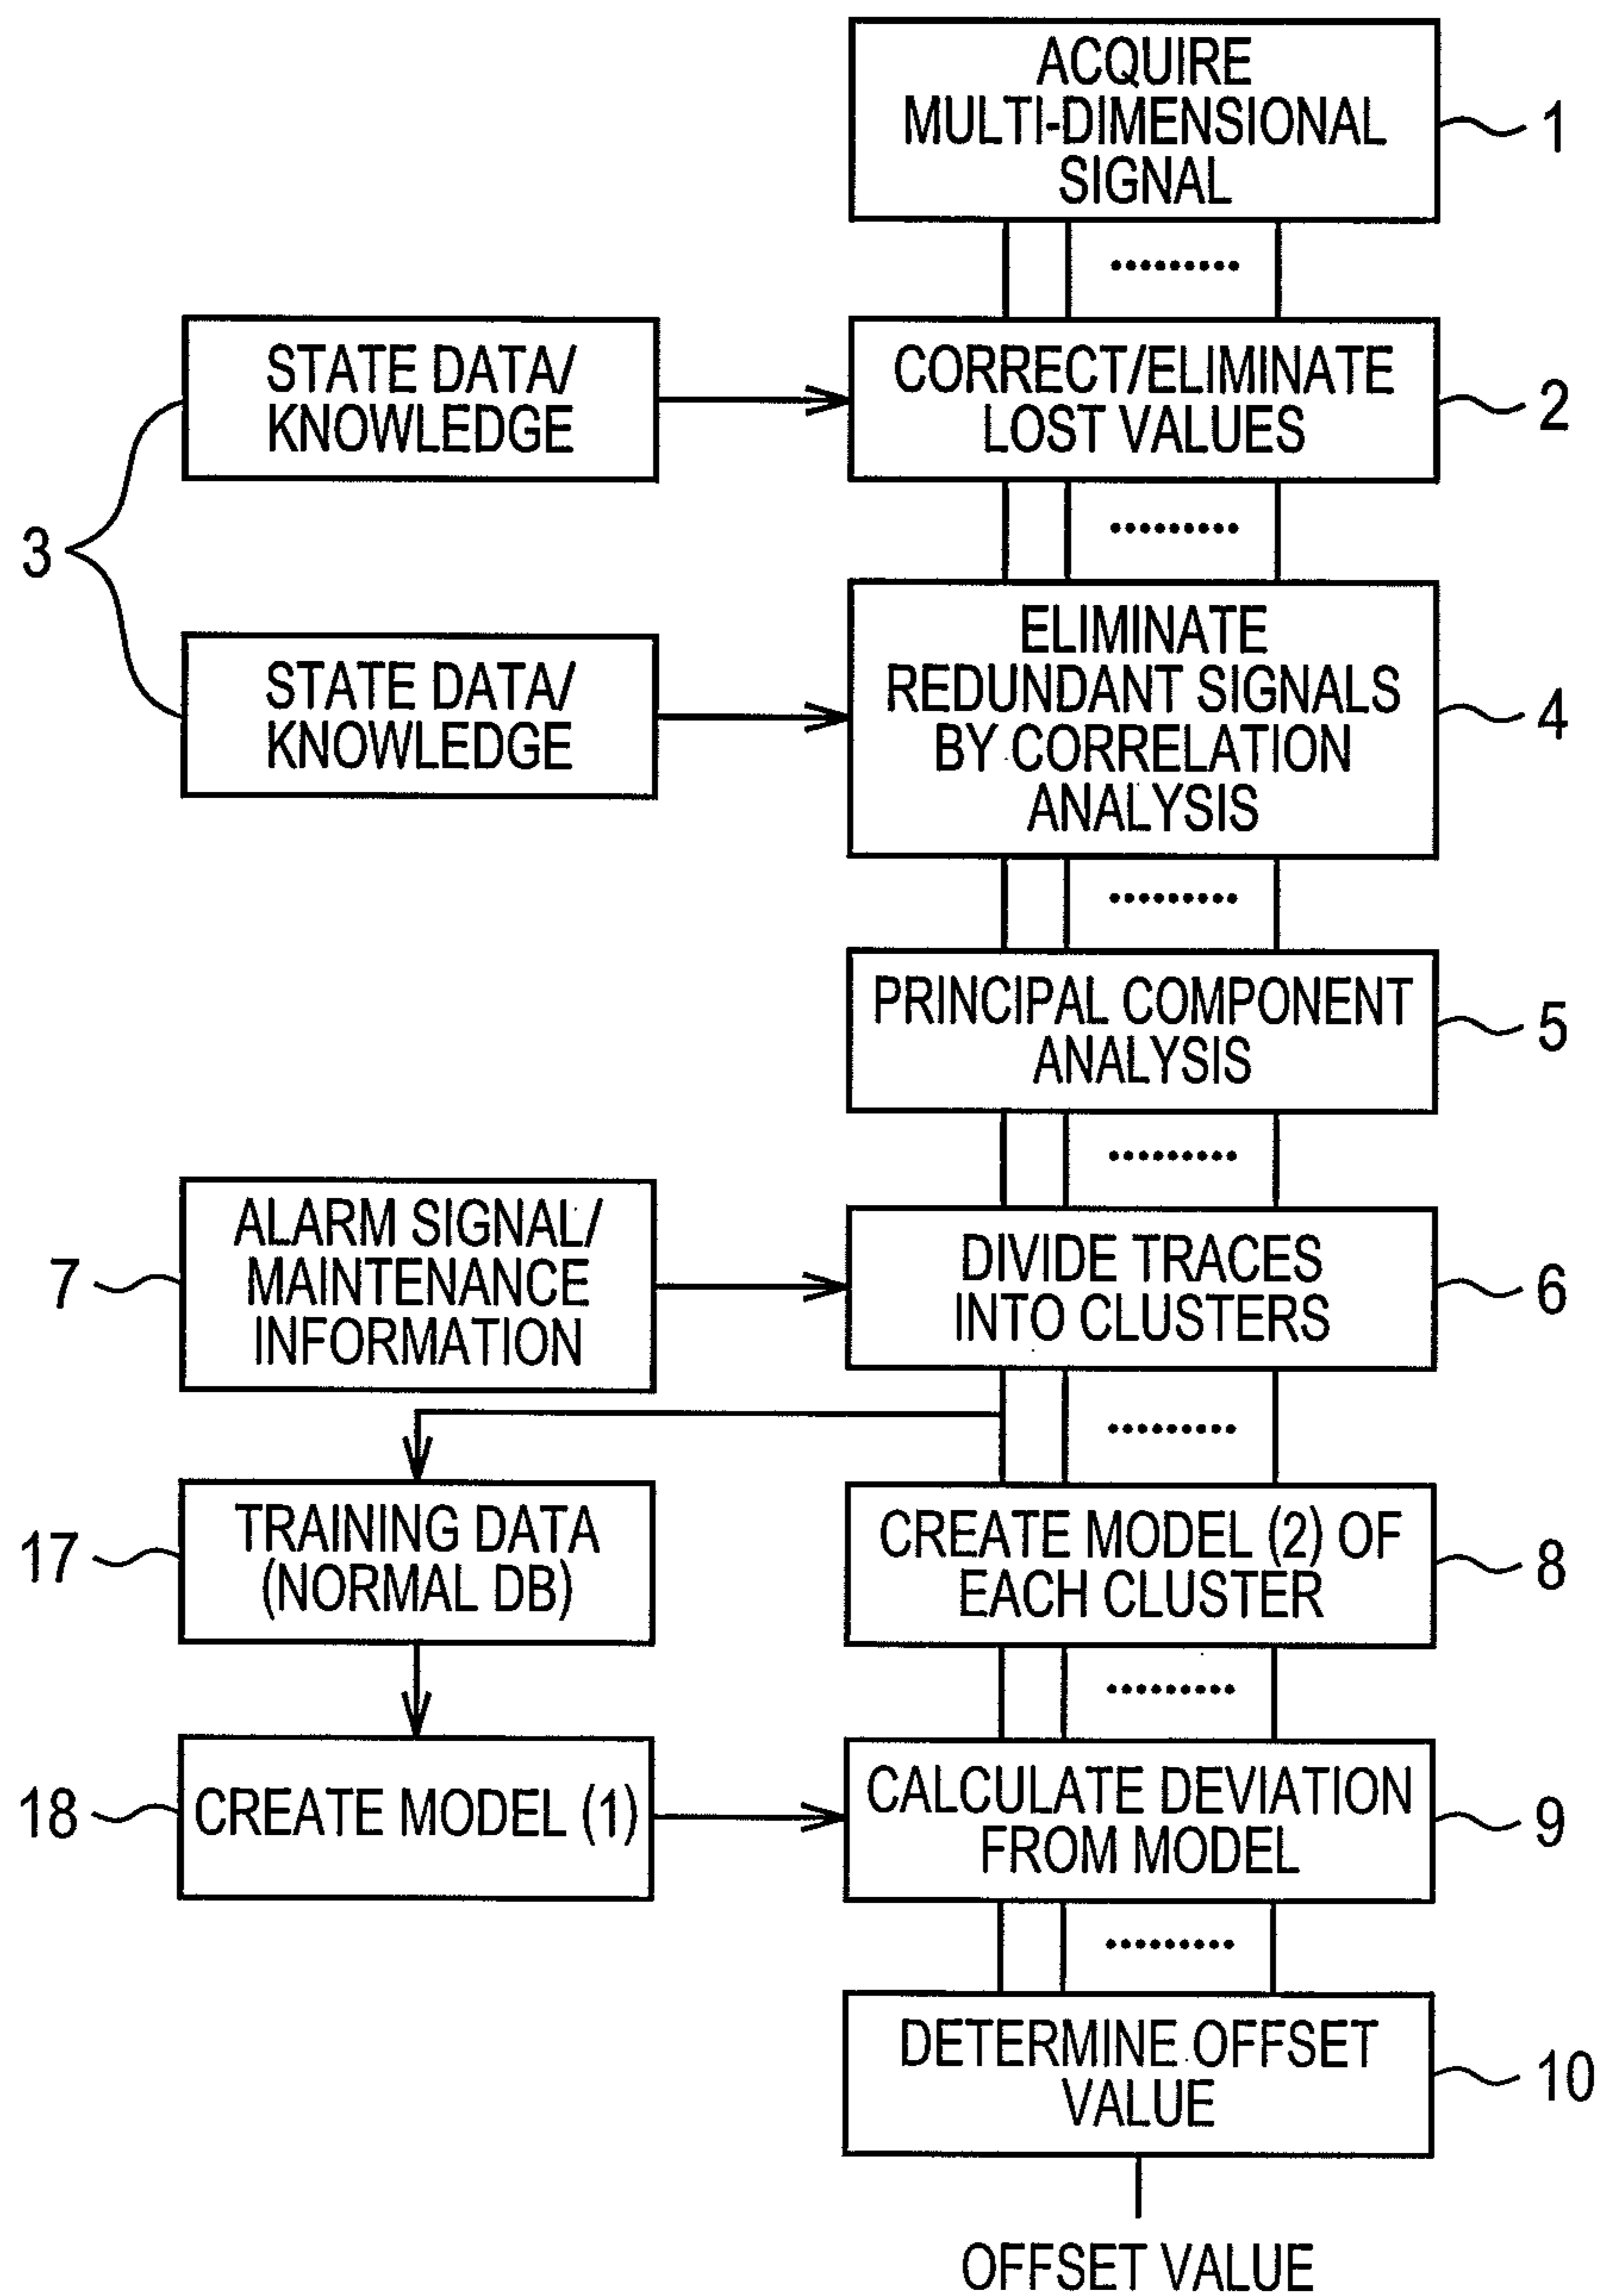 ACQUIRE
MULTI-DIMENSIONAL
SIGNAL
1
STATE DATA/
KNOWLEDGE
CORRECT/ELIMINATE
LOST VALUES
2
3
STATE DATA/
KNOWLEDGE
ELIMINATE
REDUNDANT SIGNALS
BY CORRELATION
ANALYSIS
4
PRINCIPAL COMPONENT
ANALYSIS
5
7
ALARM SIGNAL/
MAINTENANCE
INFORMATION
DIVIDE TRACES
INTO CLUSTERS
6
17
TRAINING DATA
(NORMAL DB)
CREATE MODEL (2) OF
EACH CLUSTER
8
18
CREATE MODEL (1)
CALCULATE DEVIATION
FROM MODEL
9
DETERMINE OFFSET
VALUE
10
OFFSET VALUE